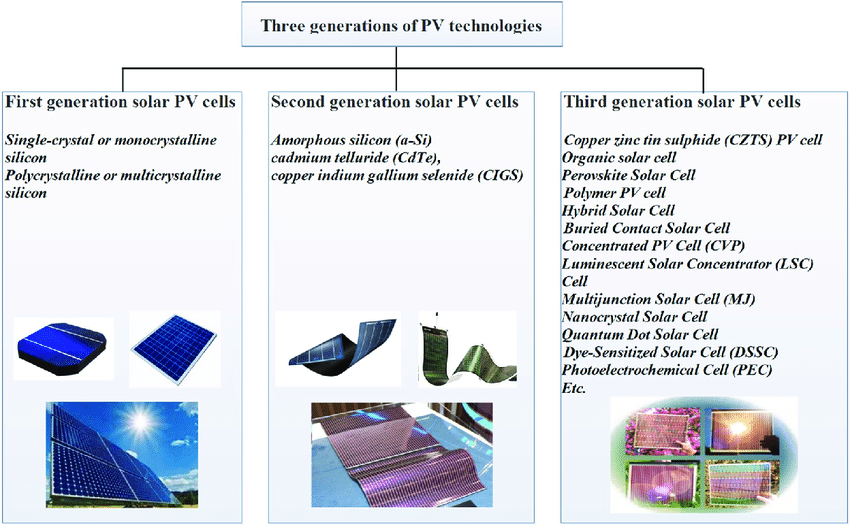 Three generations of PV technologies
First generation solar PV cells
Single-crystal or monocrystalline
silicon
Polycrystalline or multicrystalline
silicon
Second generation solar PV cells
Amorphous silicon (a-Si)
cadmium telluride (CdTe),
copper indium gallium selenide (CIGS)
Third generation solar PV cells
Copper zinc tin sulphide (CZTS) PV cell
Organic solar cell
Perovskite Solar Cell
Polymer PV cell
Hybrid Solar Cell
Buried Contact Solar Cell
Concentrated PV Cell (CVP)
Luminescent Solar Concentrator (LSC)
Cell
Multijunction Solar Cell (MJ)
Nanocrystal Solar Cell
Quantum Dot Solar Cell
Dye-Sensitized Solar Cell (DSSC)
Photoelectrochemical Cell (PEC)
Etc.